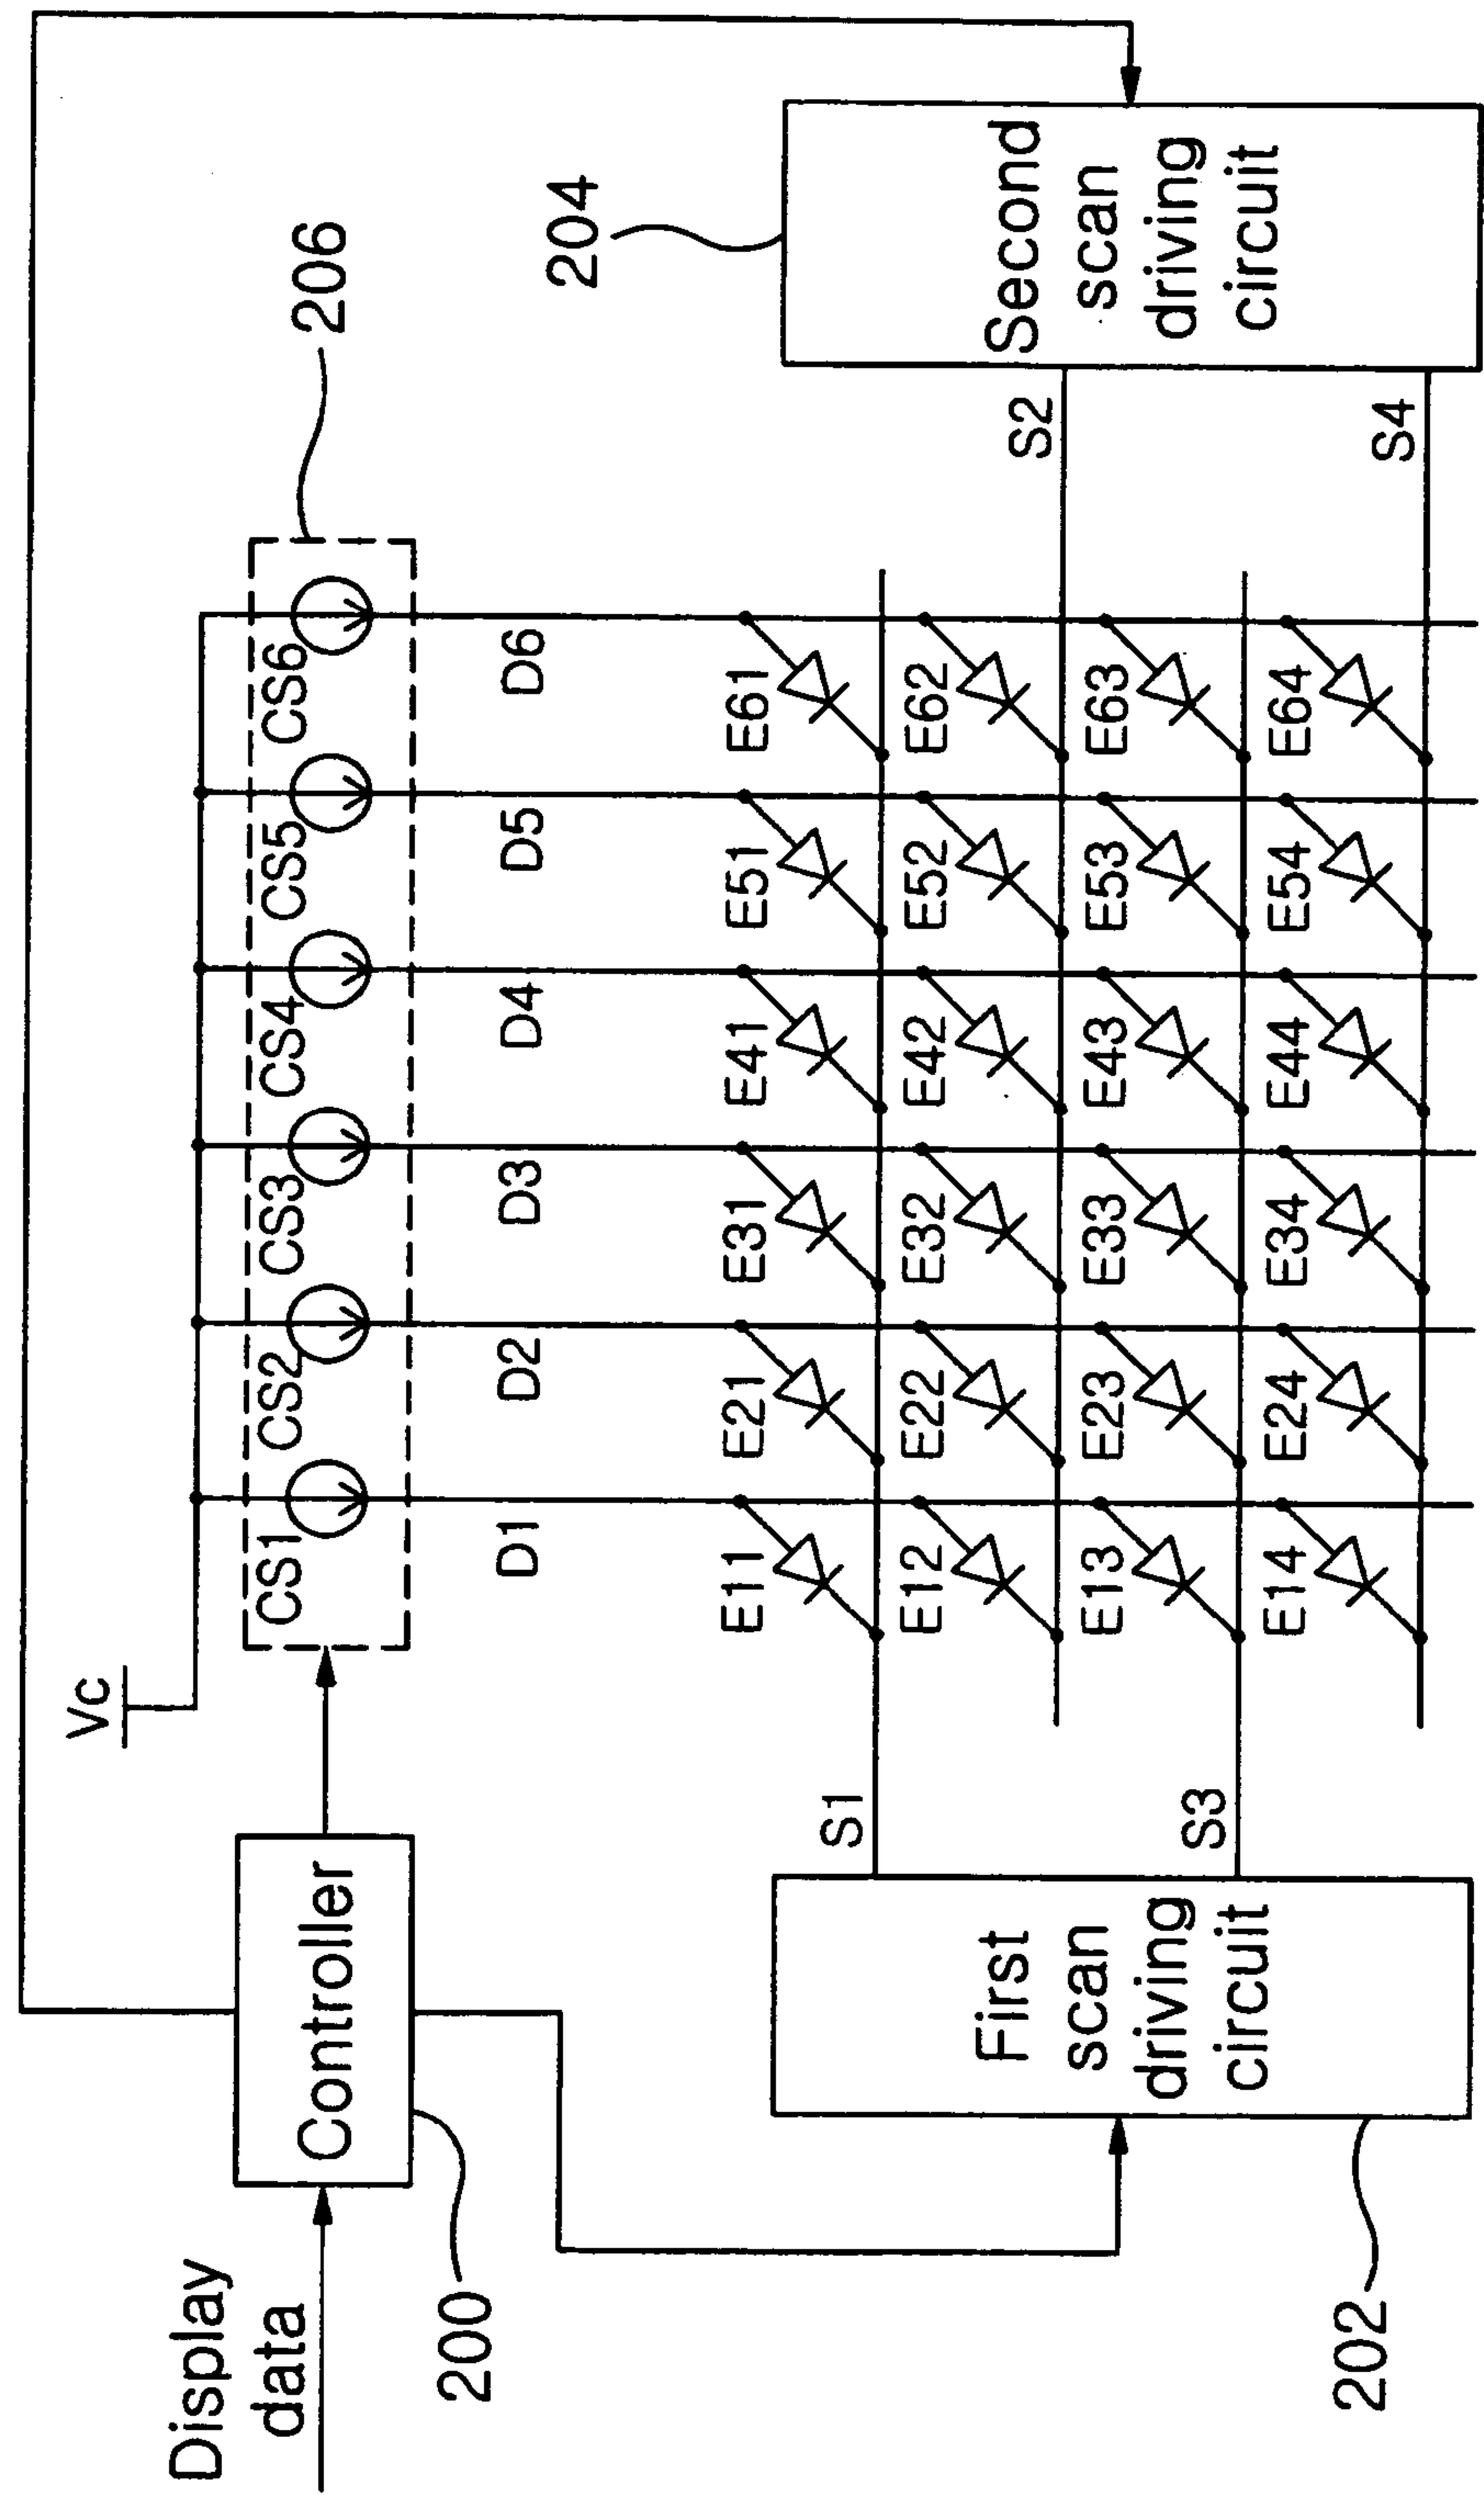 Display
data
Controller
200
Vc
CS1
CS2
CS3
CS4
CS5
CS6
206
D1
D2
D3
D4
D5
D6
204
First
scan
driving
circuit
202
S1
S3
E11
E21
E31
E41
E51
E61
E12
E22
E32
E42
E52
E62
E13
E23
E33
E43
E53
E63
E14
E24
E34
E44
E54
E64
S2
S4
Second
scan
driving
circuit